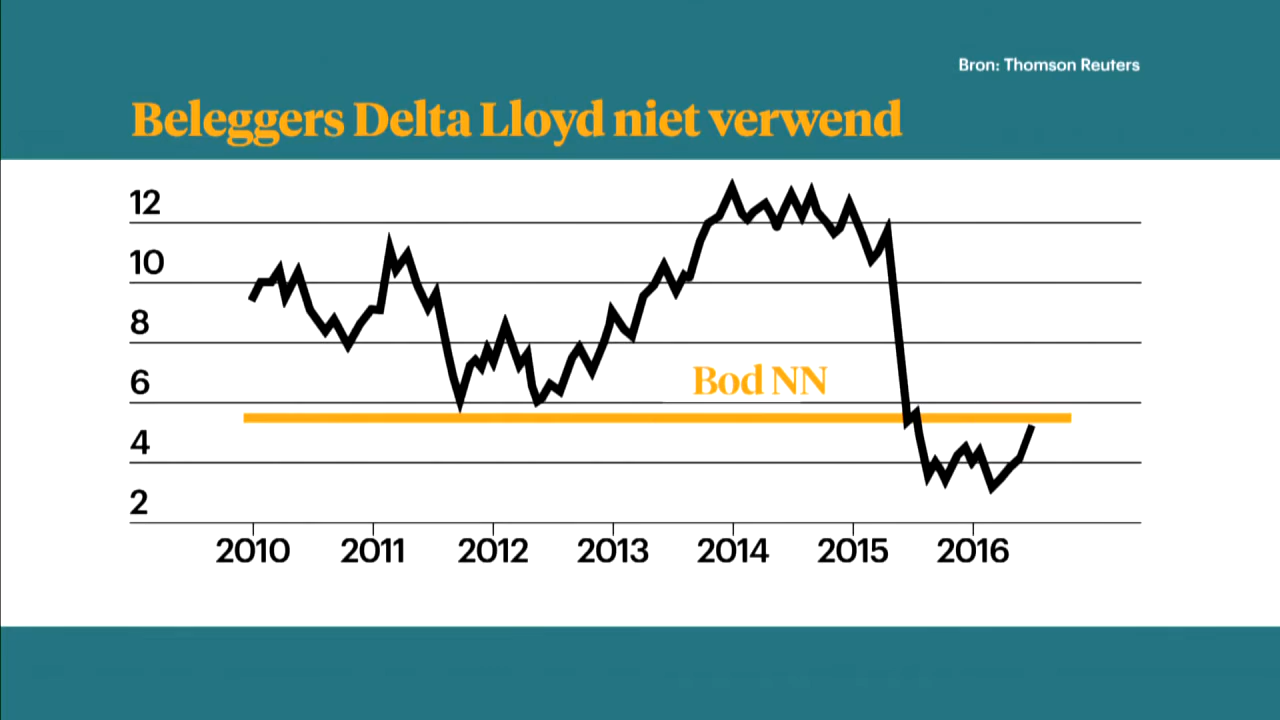 Bron: Thomson Reuters
Beleggers Delta Lloyd niet verwend
12
10
8
Bod NN
6
4
2
2010 2011 2012 2013 2014 2015 2016